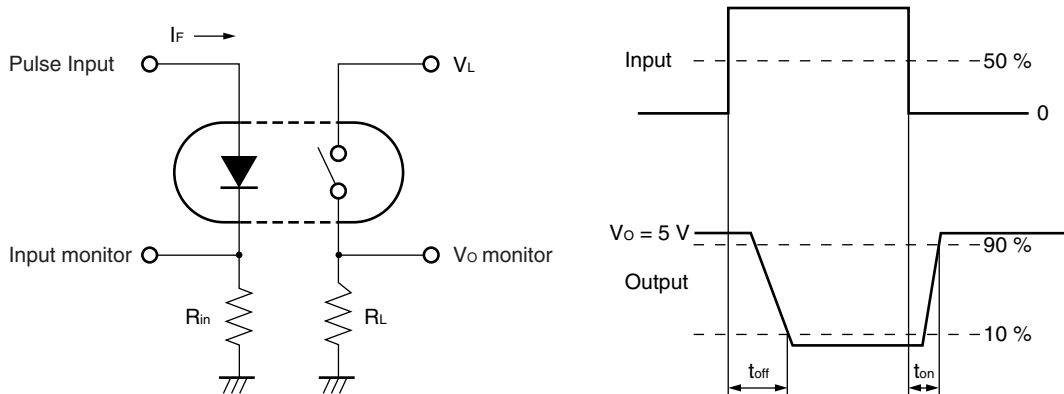 IF
Pulse Input
VL
Input monitor
VO monitor
Rin
RL
Input
50 %
0
VO = 5 V
90 %
Output
10 %
toff
ton